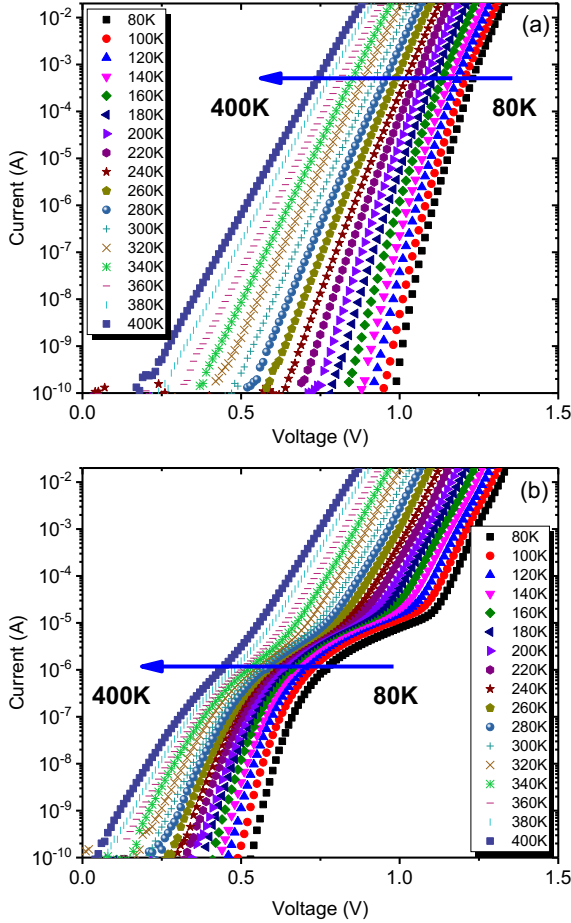 (a)
10^-2
10^-3
10^-4
10^-5
10^-6
10^-7
10^-8
10^-9
10^-10
Current (A)
80K
100K
120K
140K
160K
180K
200K
220K
240K
260K
280K
300K
320K
340K
360K
380K
400K
400K
80K
0.0 0.5 1.0 1.5
Voltage (V)
(b)
10^-2
10^-3
10^-4
10^-5
10^-6
10^-7
10^-8
10^-9
10^-10
Current (A)
400K
80K
80K
100K
120K
140K
160K
180K
200K
220K
240K
260K
280K
300K
320K
340K
360K
380K
400K
0.0 0.5 1.0 1.5
Voltage (V)